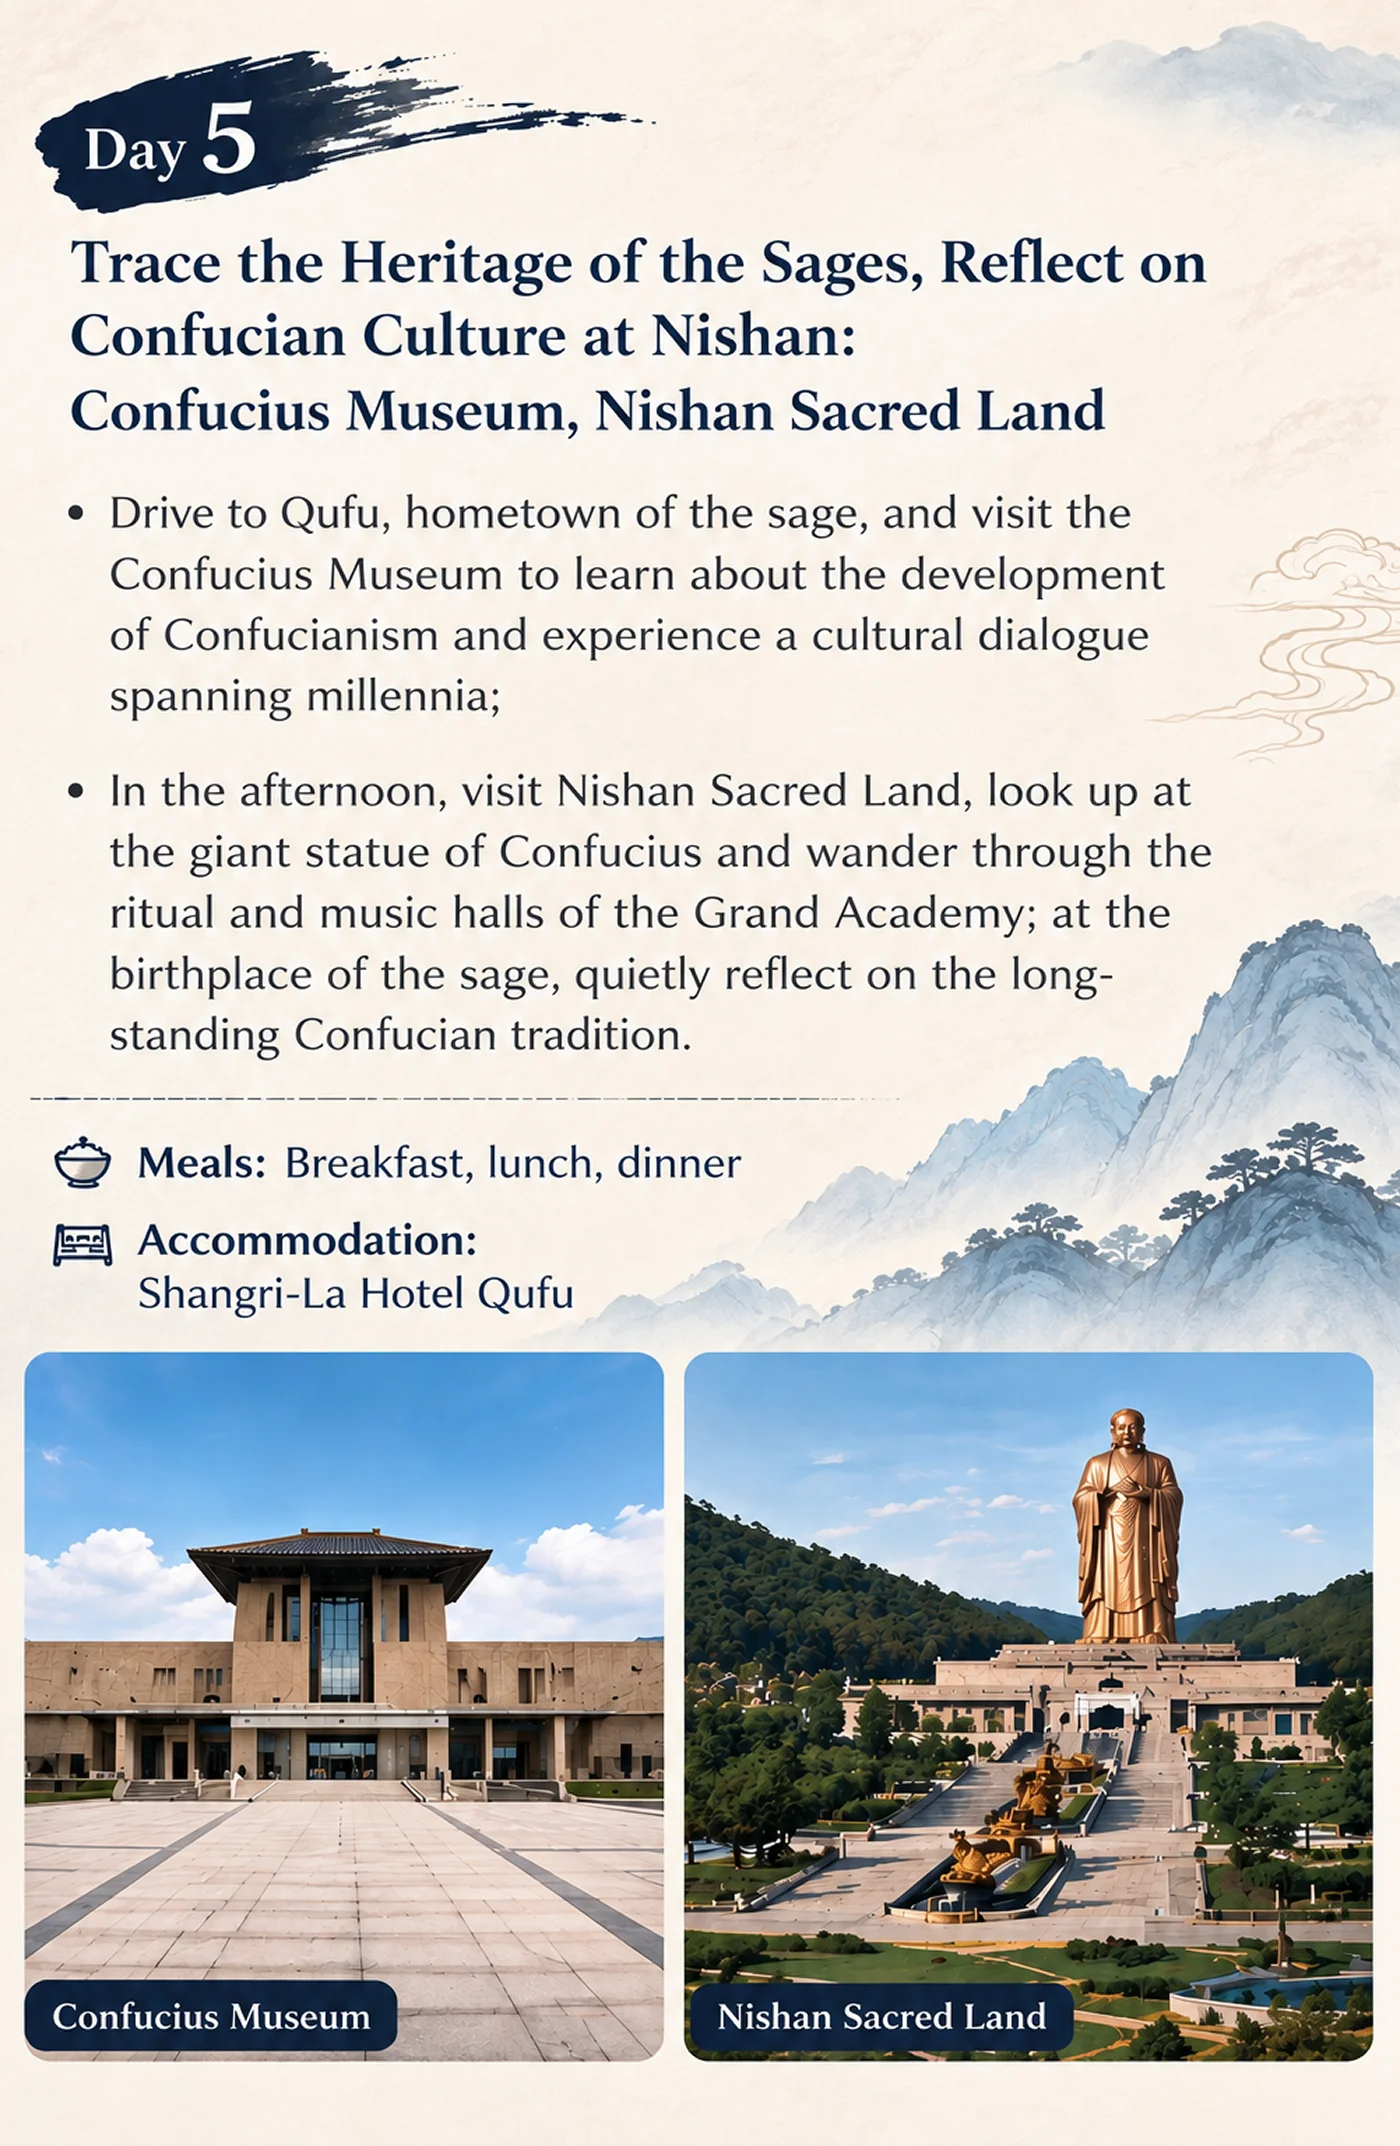 Day 5
Trace the Heritage of the Sages, Reflect on
Confucian Culture at Nishan:
Confucius Museum, Nishan Sacred Land
• Drive to Qufu, hometown of the sage, and visit the
Confucius Museum to learn about the development
of Confucianism and experience a cultural dialogue
spanning millennia;
• In the afternoon, visit Nishan Sacred Land, look up at
the giant statue of Confucius and wander through the
ritual and music halls of the Grand Academy; at the
birthplace of the sage, quietly reflect on the long-
standing Confucian tradition.
Meals: Breakfast, lunch, dinner
Accommodation:
Shangri-La Hotel Qufu
Confucius Museum
Nishan Sacred Land